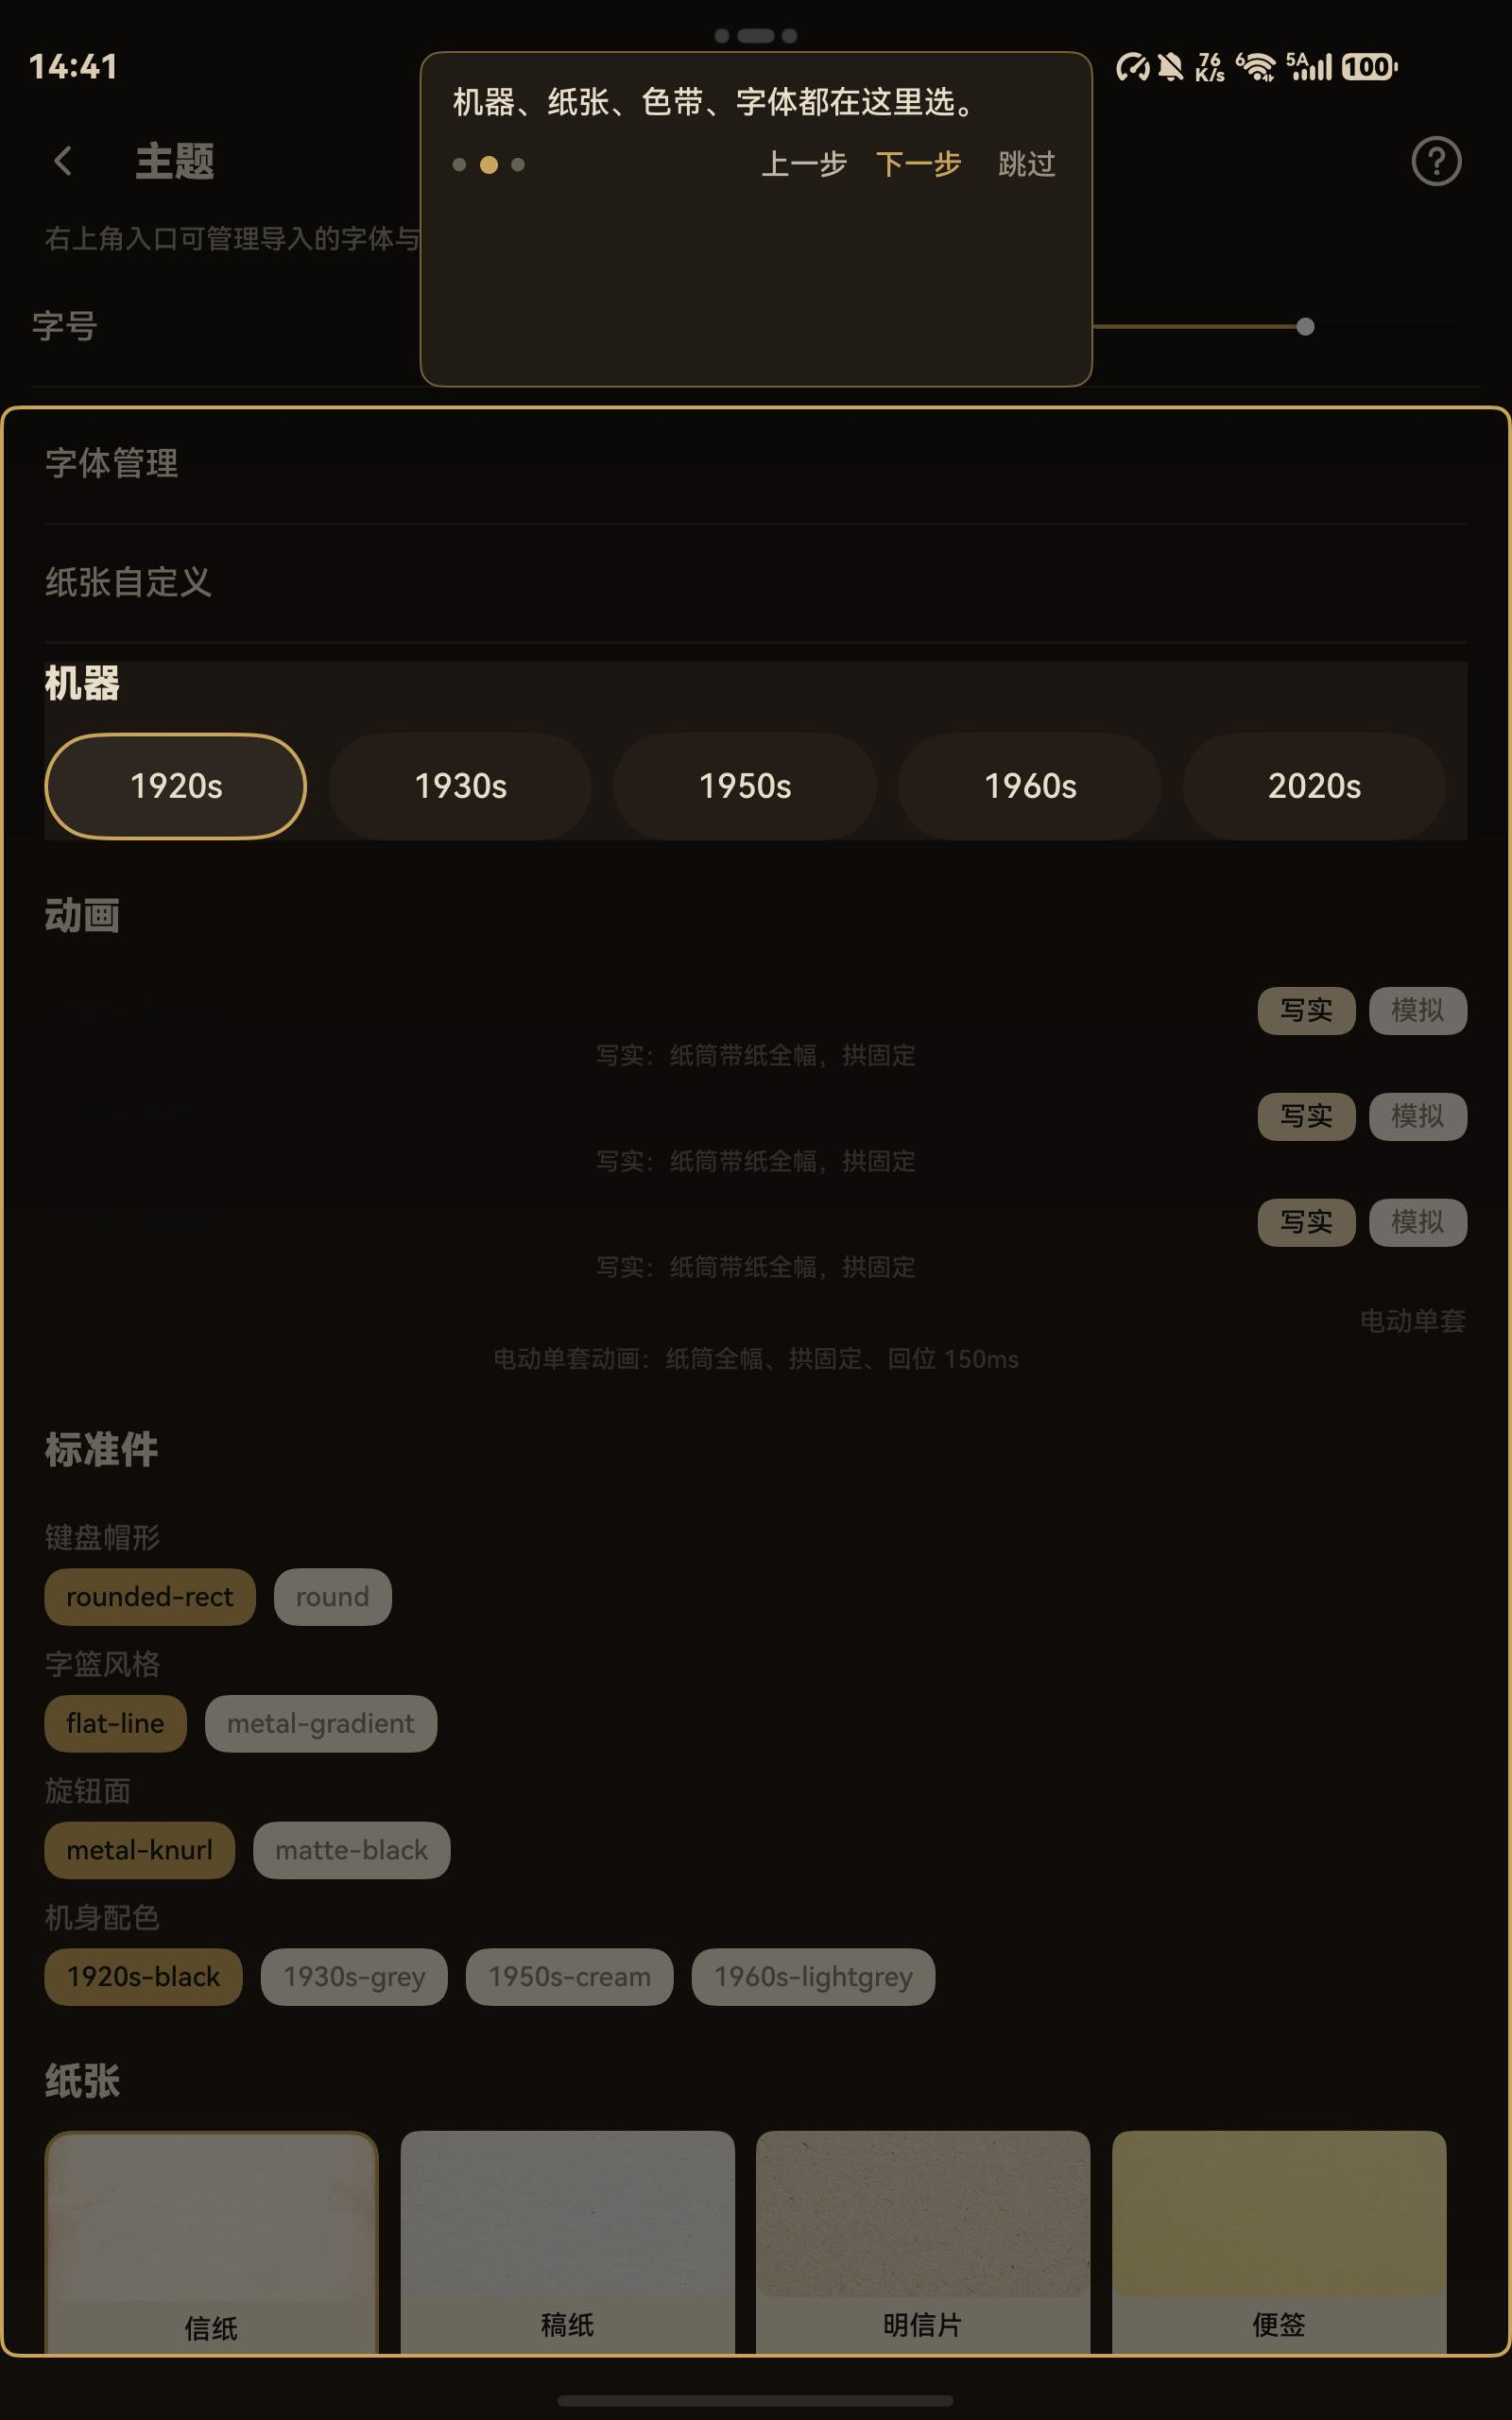 14:41
76 K/s
6
5A
100
机器、纸张、色带、字体都在这里选。
上一步 下一步 跳过
主题
右上角入口可管理导入的字体与
字号
字体管理
纸张自定义
机器
1920s 1930s 1950s 1960s 2020s
动画
写实 模拟
写实：纸筒带纸全幅，拱固定
写实 模拟
写实：纸筒带纸全幅，拱固定
写实 模拟
写实：纸筒带纸全幅，拱固定
电动单套
电动单套动画：纸筒全幅、拱固定、回位 150ms
标准件
键盘帽形
rounded-rect round
字篮风格
flat-line metal-gradient
旋钮面
metal-knurl matte-black
机身配色
1920s-black 1930s-grey 1950s-cream 1960s-lightgrey
纸张
信纸 稿纸 明信片 便签